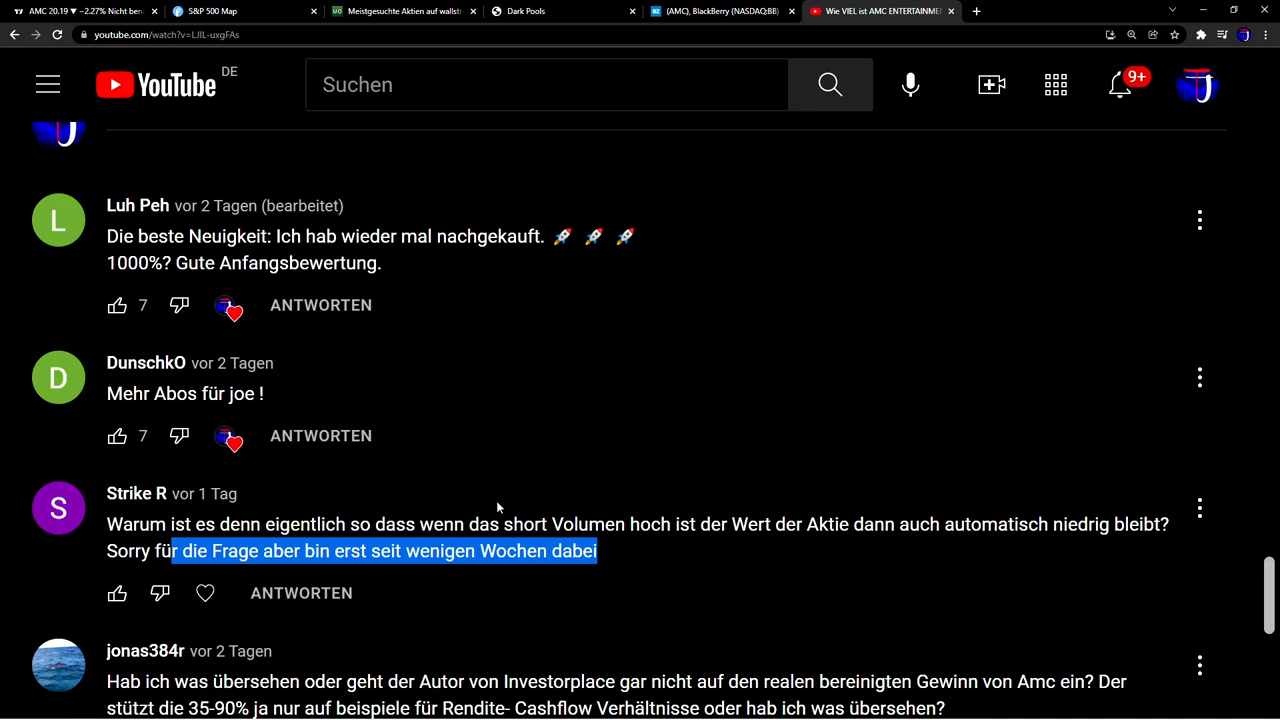 AMC 20.19 ▼ −2.27% Nicht ben
S&P 500 Map
Meistgesuchte Aktien auf wallstr
Dark Pools
(AMC), BlackBerry (NASDAQ:BB)
Wie VIEL ist AMC ENTERTAINME
youtube.com/watch?v=LJIL-uxgFAs
YouTube DE
Suchen
9+
Luh Peh vor 2 Tagen (bearbeitet)
Die beste Neuigkeit: Ich hab wieder mal nachgekauft. 🚀 🚀 🚀
1000%? Gute Anfangsbewertung.
7 ANTWORTEN
DunschkO vor 2 Tagen
Mehr Abos für joe !
7 ANTWORTEN
Strike R vor 1 Tag
Warum ist es denn eigentlich so dass wenn das short Volumen hoch ist der Wert der Aktie dann auch automatisch niedrig bleibt?
Sorry für die Frage aber bin erst seit wenigen Wochen dabei
ANTWORTEN
jonas384r vor 2 Tagen
Hab ich was übersehen oder geht der Autor von Investorplace gar nicht auf den realen bereinigten Gewinn von Amc ein? Der
stützt die 35-90% ja nur auf beispiele für Rendite- Cashflow Verhältnisse oder hab ich was übersehen?